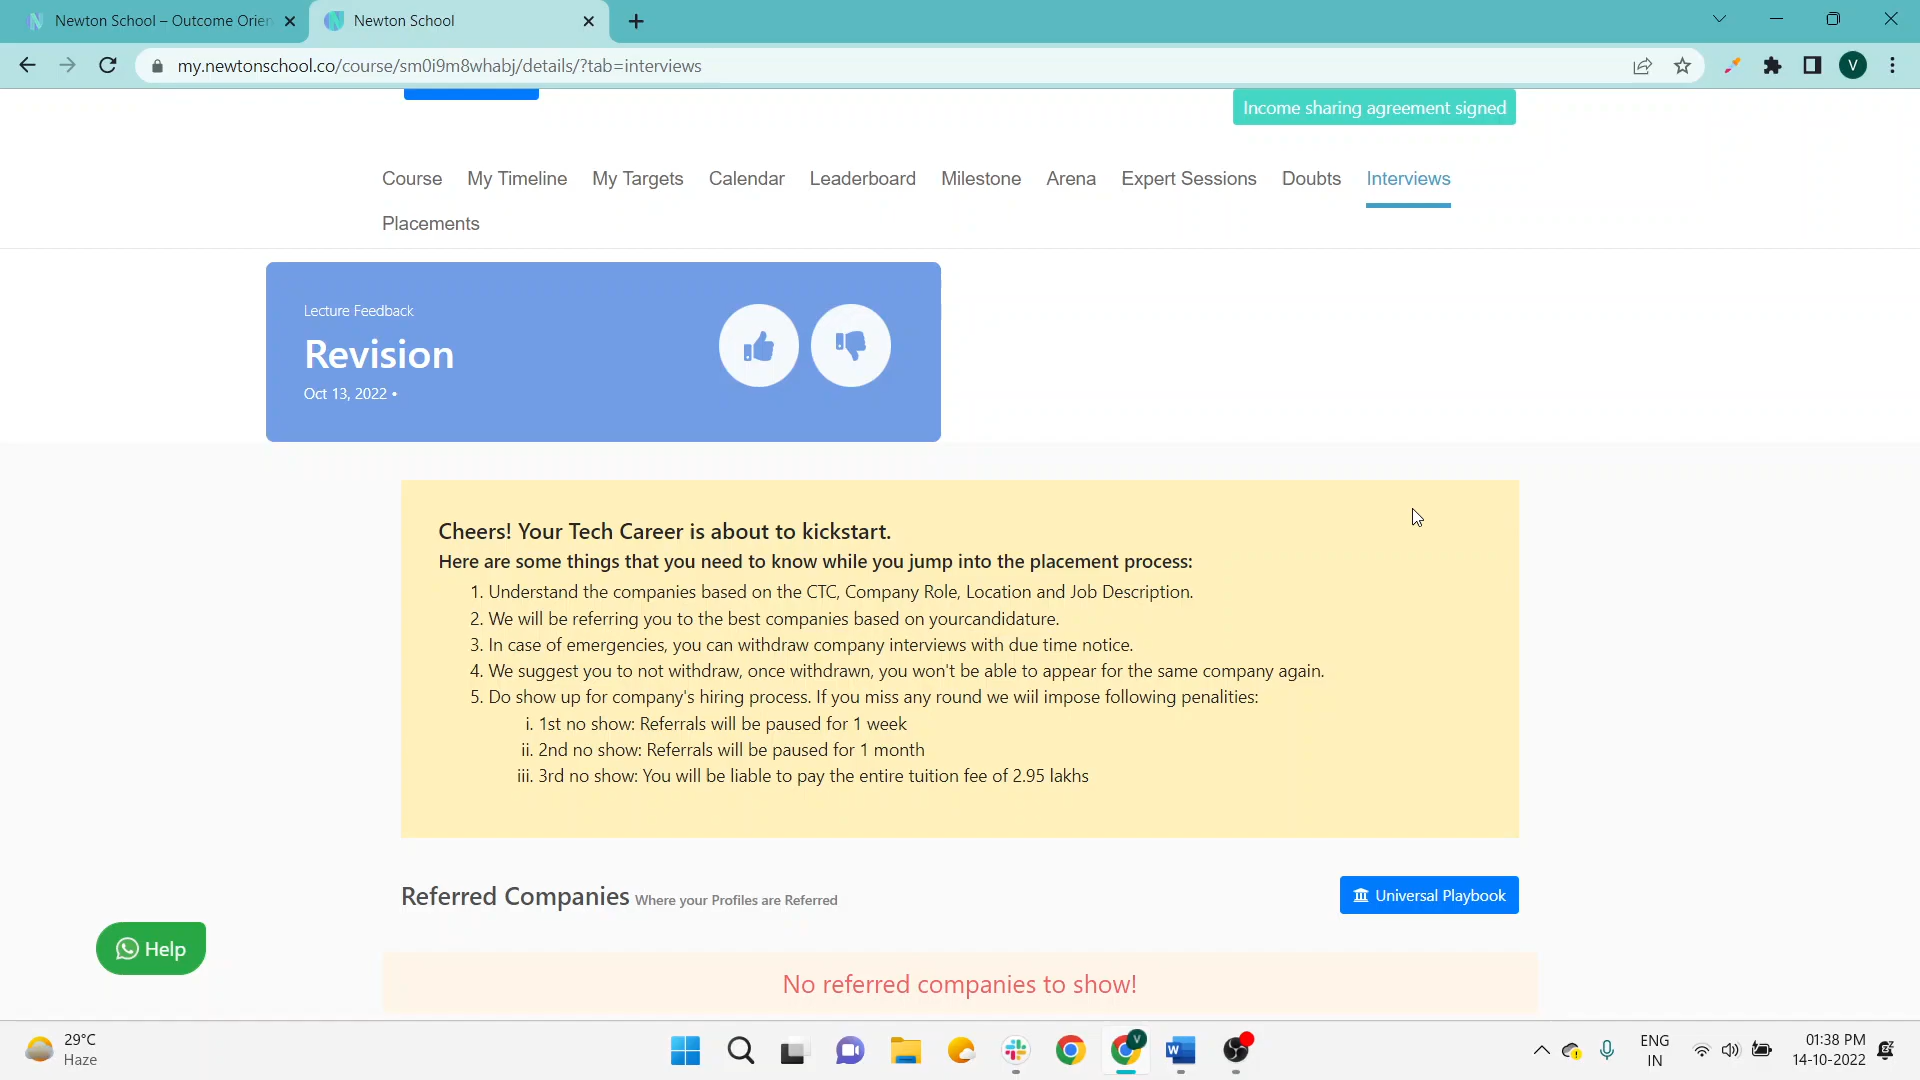 Newton School – Outcome Orien
Newton School
my.newtonschool.co/course/sm0i9m8whabj/details/?tab=interviews
V
Income sharing agreement signed
Course
My Timeline
My Targets
Calendar
Leaderboard
Milestone
Arena
Expert Sessions
Doubts
Interviews
Placements
Lecture Feedback
Revision
Oct 13, 2022 •
Cheers! Your Tech Career is about to kickstart.
Here are some things that you need to know while you jump into the placement process:
1. Understand the companies based on the CTC, Company Role, Location and Job Description.
2. We will be referring you to the best companies based on yourcandidature.
3. In case of emergencies, you can withdraw company interviews with due time notice.
4. We suggest you to not withdraw, once withdrawn, you won't be able to appear for the same company again.
5. Do show up for company's hiring process. If you miss any round we wiil impose following penalities:
i. 1st no show: Referrals will be paused for 1 week
ii. 2nd no show: Referrals will be paused for 1 month
iii. 3rd no show: You will be liable to pay the entire tuition fee of 2.95 lakhs
Referred Companies Where your Profiles are Referred
Universal Playbook
Help
No referred companies to show!
29°C
Haze
V
W
ENG
IN
01:38 PM
14-10-2022